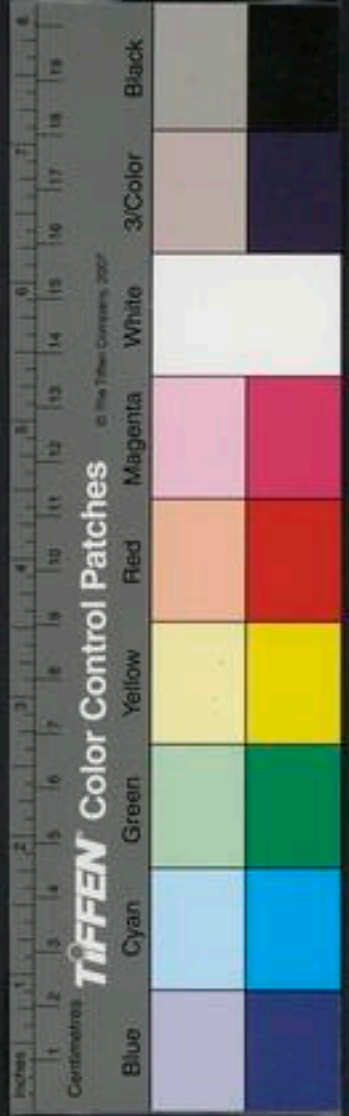 Inches
1 2 3 4 5 6 7 8
Centimetres
1 2 3 4 5 6 7 8 9 10 11 12 13 14 15 16 17 18 19
TIFFEN Color Control Patches
© The Tiffen Company, 2007
Blue Cyan Green Yellow Red Magenta White 3/Color Black